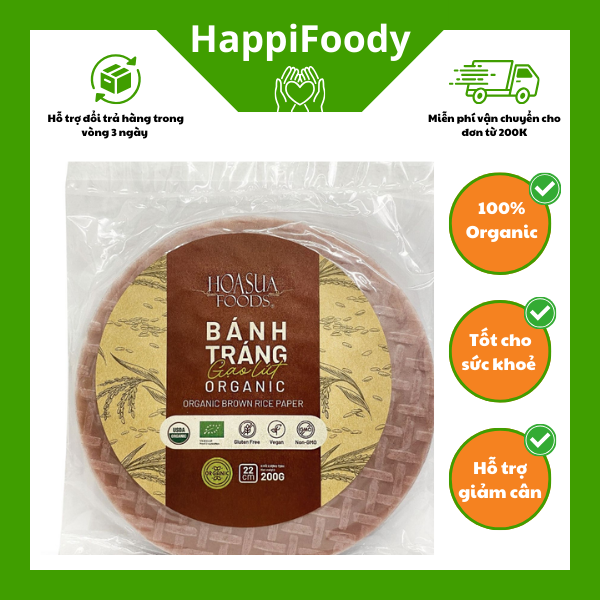 HappiFoody
Hỗ trợ đổi trả hàng trong
vòng 3 ngày
Miễn phí vận chuyển cho
đơn từ 200K
100%
Organic
Tốt cho
sức khoẻ
Hỗ trợ
giảm cân
HOASUA
FOODS
BÁNH
TRÁNG
Gạo lứt
ORGANIC
ORGANIC BROWN RICE PAPER
USDA
ORGANIC
Gluten Free
Vegan
Non-GMO
ORGANIC
22
cm
200G